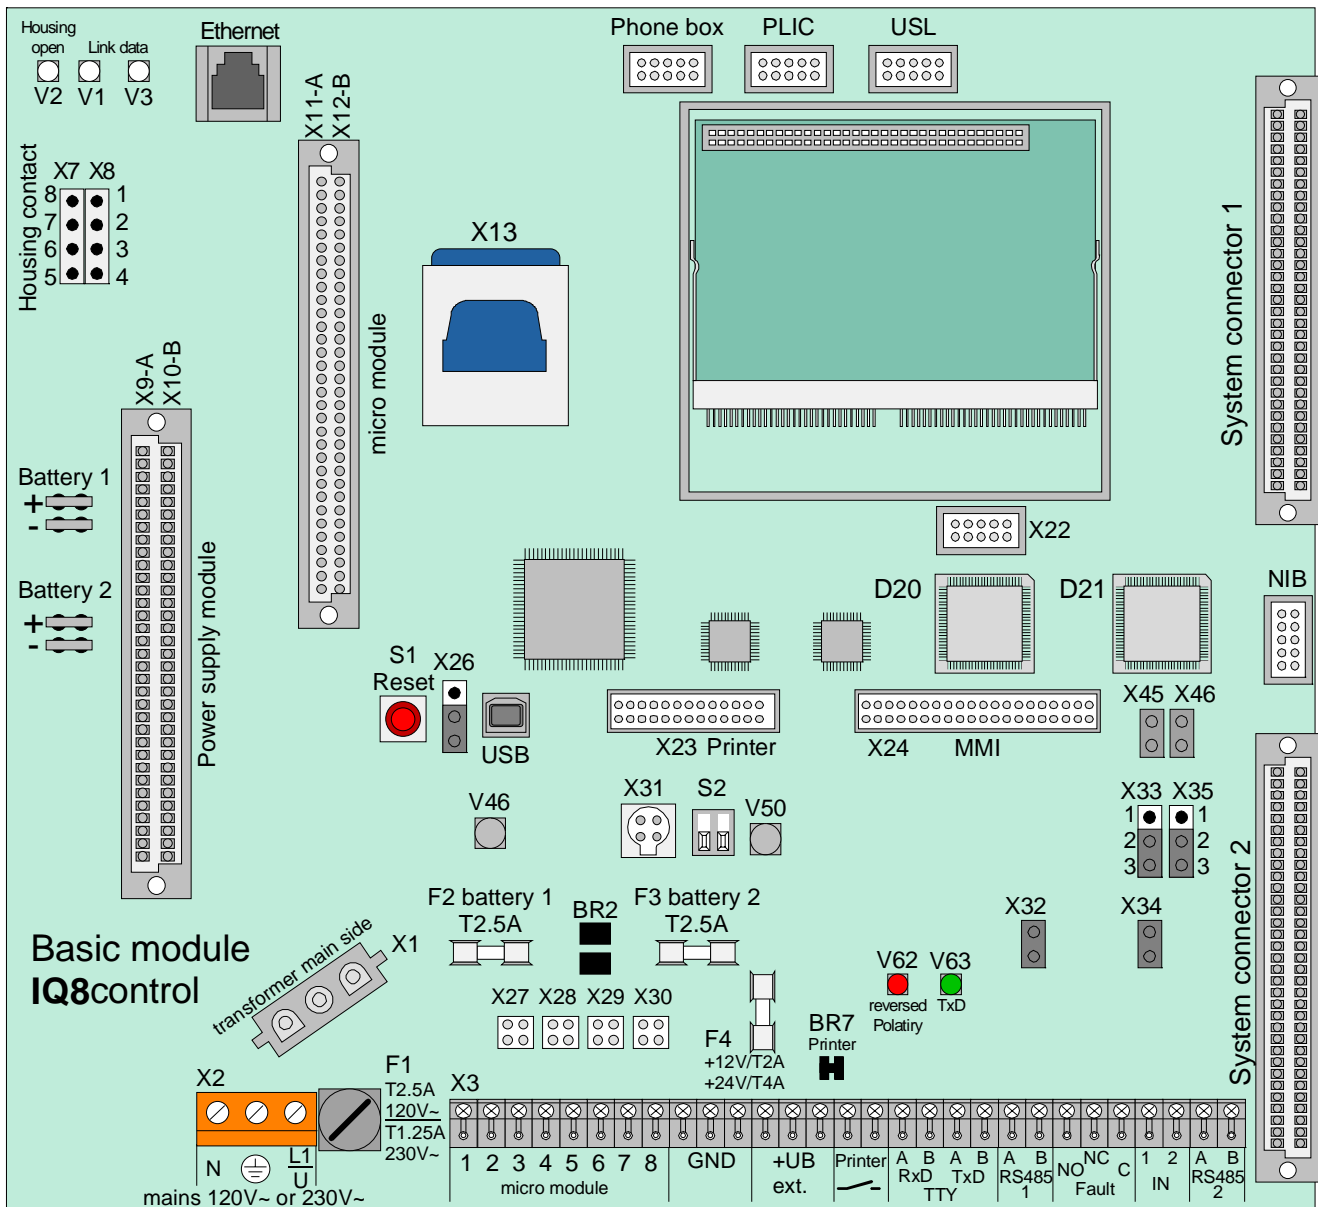 Housing
open
Link data
V2
V1
V3
Ethernet
X11-A
X12-B
Phone box
PLIC
USL
Housing contact
X7
X8
8
1
7
2
6
3
5
4
X13
micro module
System connector 1
X9-A
X10-B
Battery 1
+
-
Battery 2
+
-
Power supply module
X22
D20
D21
NIB
S1
Reset
X26
USB
X23 Printer
X24
MMI
X45
X46
V46
X31
S2
V50
X33
X35
1
1
2
2
3
3
System connector 2
F2 battery 1
T2.5A
BR2
F3 battery 2
T2.5A
X32
X34
Basic module
IQ8control
X1
transformer main side
V62
V63
reversed
Polatiry
TxD
X27
X28
X29
X30
F4
+12V/T2A
+24V/T4A
BR7
Printer
X2
F1
T2.5A
120V~
T1.25A
230V~
X3
N
L1
U
mains 120V~ or 230V~
1
2
3
4
5
6
7
8
micro module
GND
+UB
ext.
Printer
A
B
RxD
A
B
TxD
TTY
A
B
RS485
1
NO
NC
C
Fault
1
2
IN
A
B
RS485
2